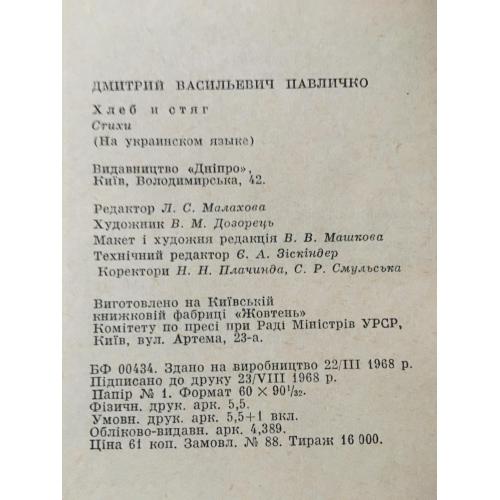 ДМИТРИЙ ВАСИЛЬЕВИЧ ПАВЛИЧКО
Хлеб и стяг
Стихи
(На украинском языке)
Видавництво «Дніпро»,
Київ, Володимирська, 42.
Редактор Л. С. Малахова
Художник В. М. Дозорець
Макет і художня редакція В. В. Машкова
Технічний редактор Є. А. Зіскіндер
Коректори Н. Н. Плачинда, С. Р. Смульська
Виготовлено на Київській
книжковій фабриці «Жовтень»
Комітету по пресі при Раді Міністрів УРСР,
Київ, вул. Артема, 23-а.
БФ 00434. Здано на виробництво 22/III 1968 р.
Підписано до друку 23/VIII 1968 р.
Папір № 1. Формат 60 × 90 1/32.
Фізичн. друк. арк. 5,5.
Умовн. друк. арк. 5,5+1 вкл.
Обліково-видавн. арк. 4,389.
Ціна 61 коп. Замовл. № 88. Тираж 16 000.